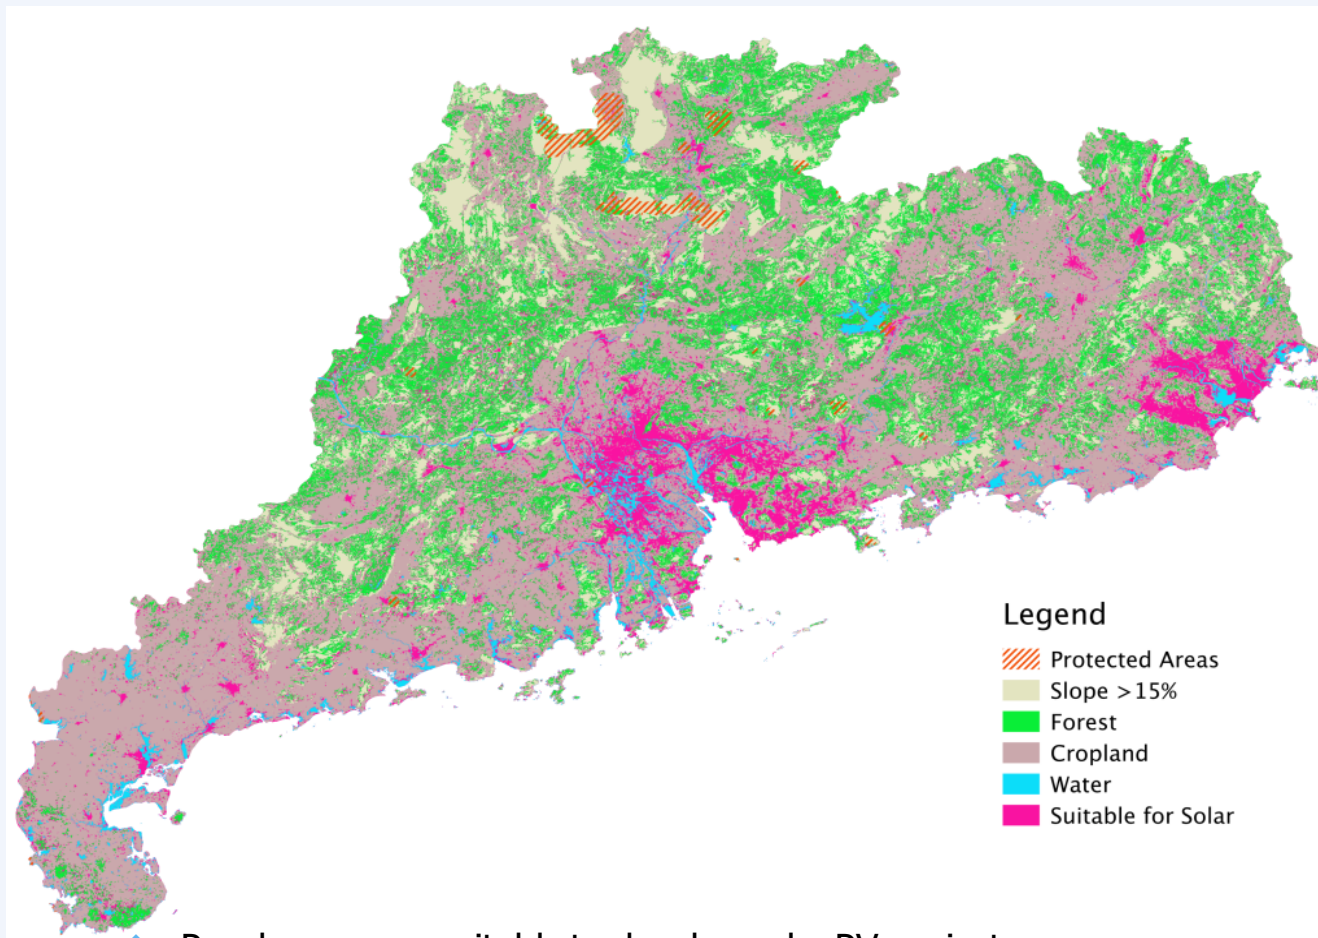 Legend
Protected Areas
Slope >15%
Forest
Cropland
Water
Suitable for Solar